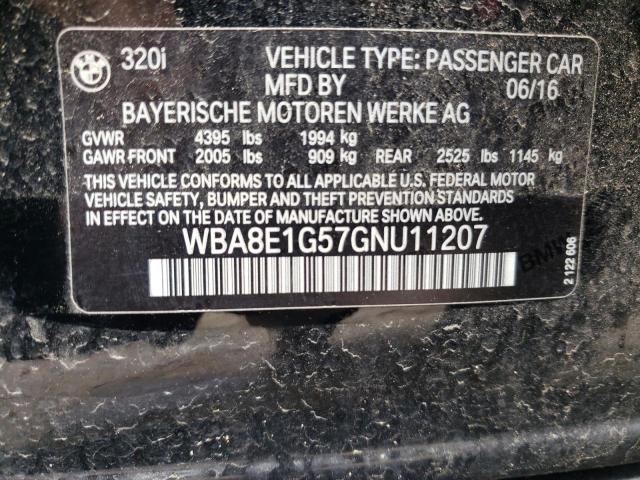 320i VEHICLE TYPE: PASSENGER CAR
MFD BY 06/16
BAYERISCHE MOTOREN WERKE AG
GVWR 4395 lbs 1994 kg
GAWR FRONT 2005 lbs 909 kg REAR 2525 lbs 1145 kg
THIS VEHICLE CONFORMS TO ALL APPLICABLE U.S. FEDERAL MOTOR
VEHICLE SAFETY, BUMPER AND THEFT PREVENTION STANDARDS
IN EFFECT ON THE DATE OF MANUFACTURE SHOWN ABOVE.
WBA8E1G57GNU11207
BMW
2 122 606